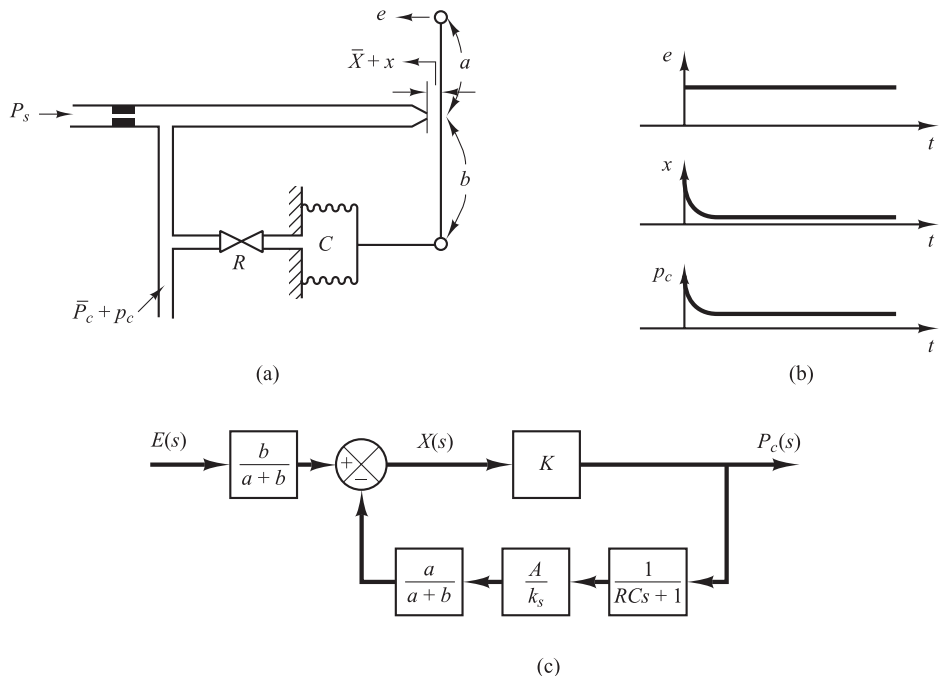 e
X̄ + x
a
P_s
b
R
C
P̄_c + p_c
(a)
e
t
x
t
p_c
t
(b)
E(s)
b
a + b
+
−
X(s)
K
P_c(s)
a
a + b
A
k_s
1
RCs + 1
(c)